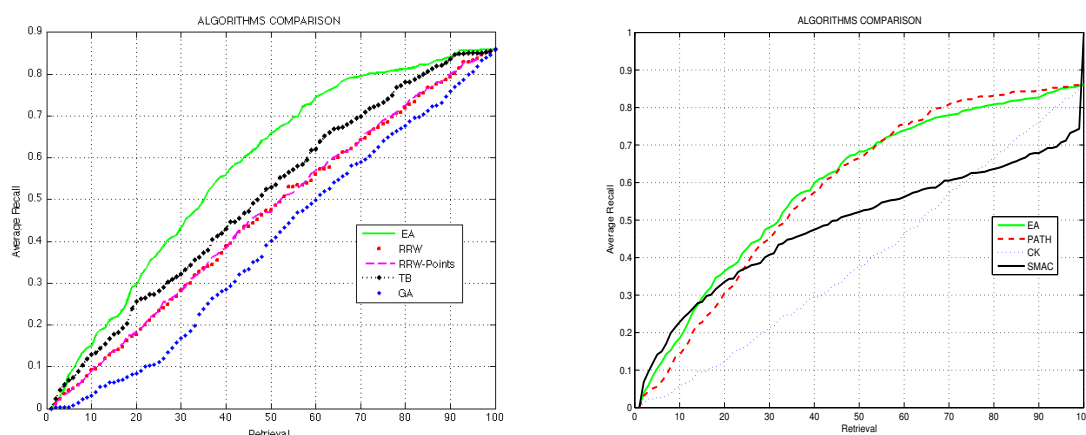 ALGORITHMS COMPARISON
0.9
0.8
0.7
0.6
0.5
0.4
0.3
0.2
0.1
0
Average Recall
EA
RRW
RRW-Points
TB
GA
0 10 20 30 40 50 60 70 80 90 100
Retrieval
ALGORITHMS COMPARISON
1
0.9
0.8
0.7
0.6
0.5
0.4
0.3
0.2
0.1
0
Average Recall
EA
PATH
CK
SMAC
0 10 20 30 40 50 60 70 80 90 100
Retrieval